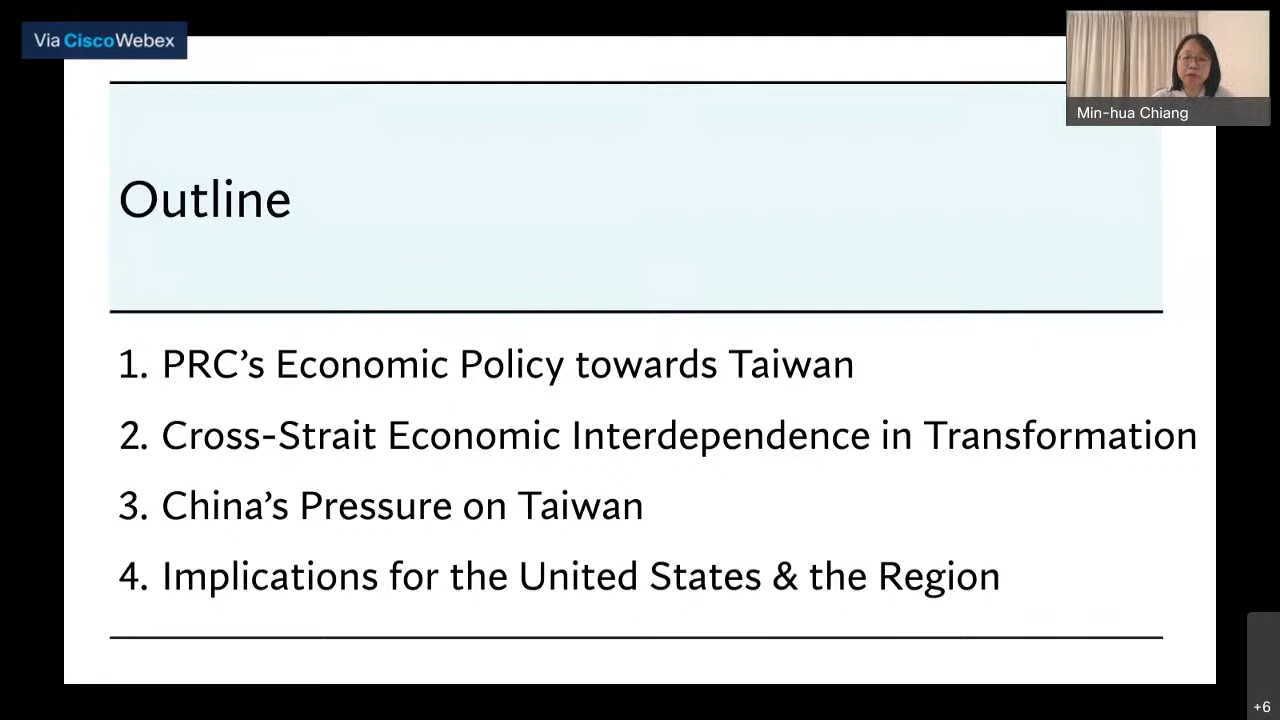 Via CiscoWebex
Min-hua Chiang
Outline
1. PRC’s Economic Policy towards Taiwan
2. Cross-Strait Economic Interdependence in Transformation
3. China’s Pressure on Taiwan
4. Implications for the United States & the Region
+6